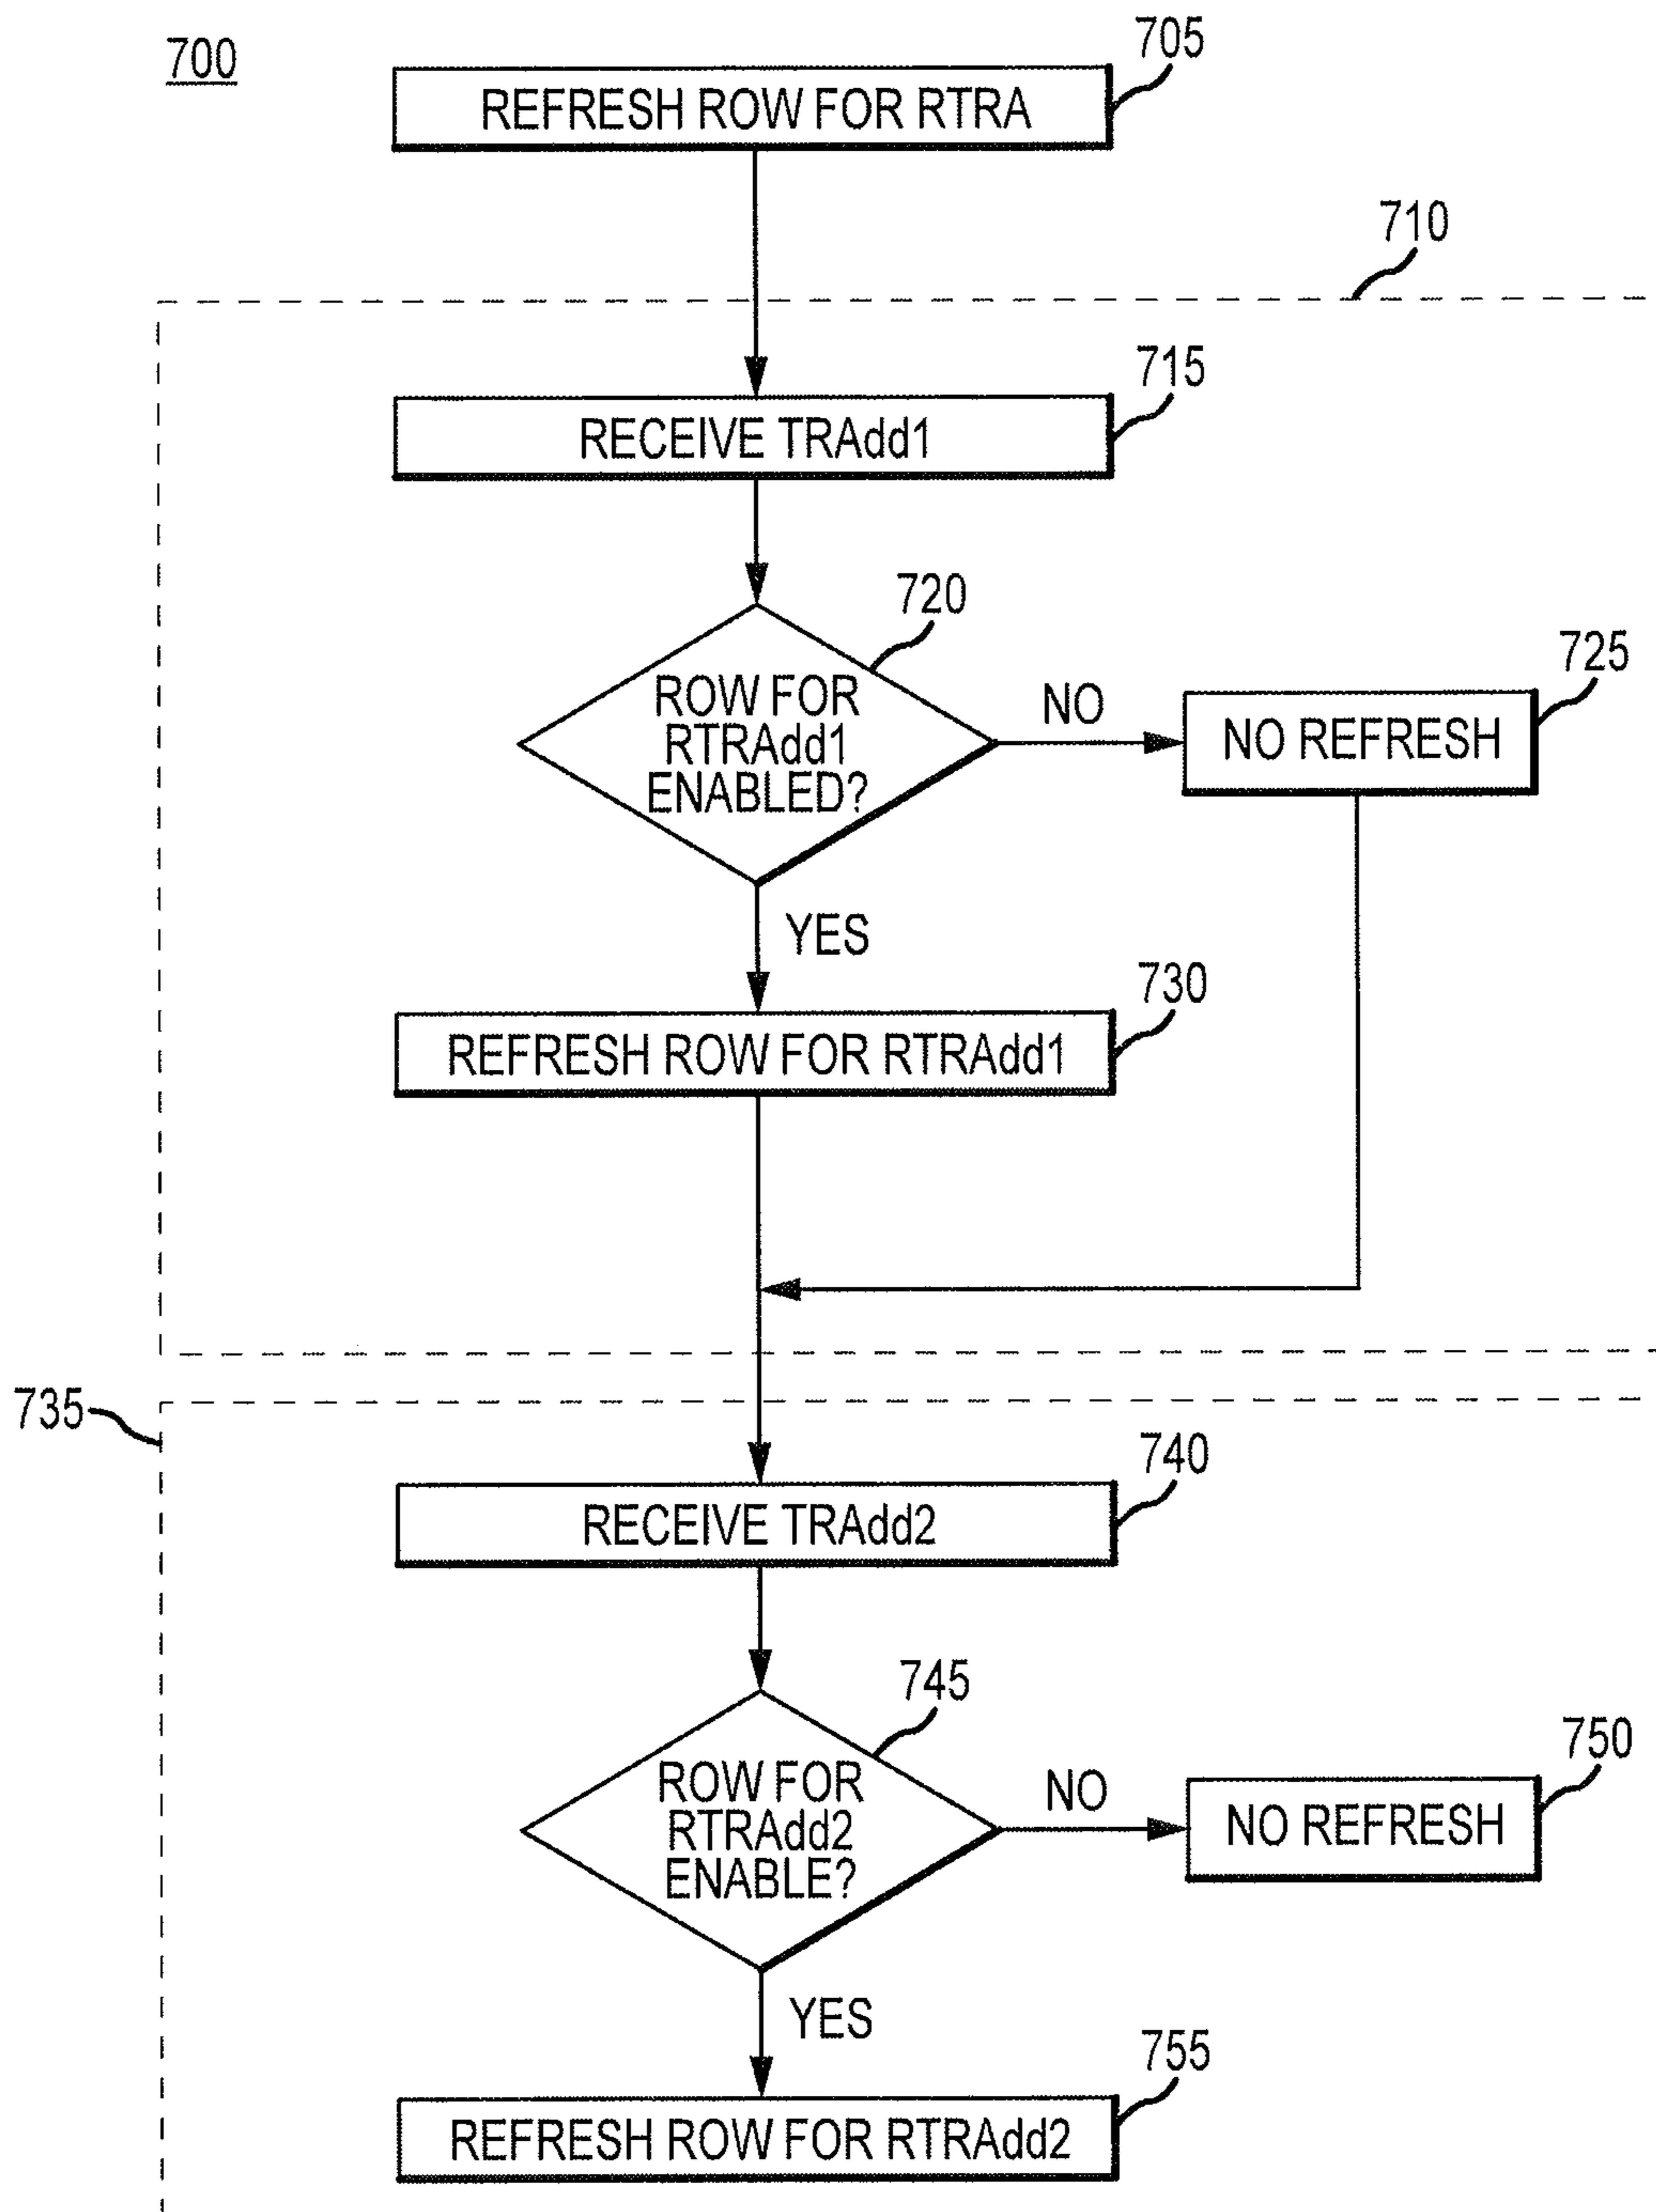 700
705
REFRESH ROW FOR RTRA
710
715
RECEIVE TRAdd1
720
ROW FOR
RTRAdd1
ENABLED?
NO
725
NO REFRESH
YES
730
REFRESH ROW FOR RTRAdd1
735
740
RECEIVE TRAdd2
745
ROW FOR
RTRAdd2
ENABLE?
NO
750
NO REFRESH
YES
755
REFRESH ROW FOR RTRAdd2